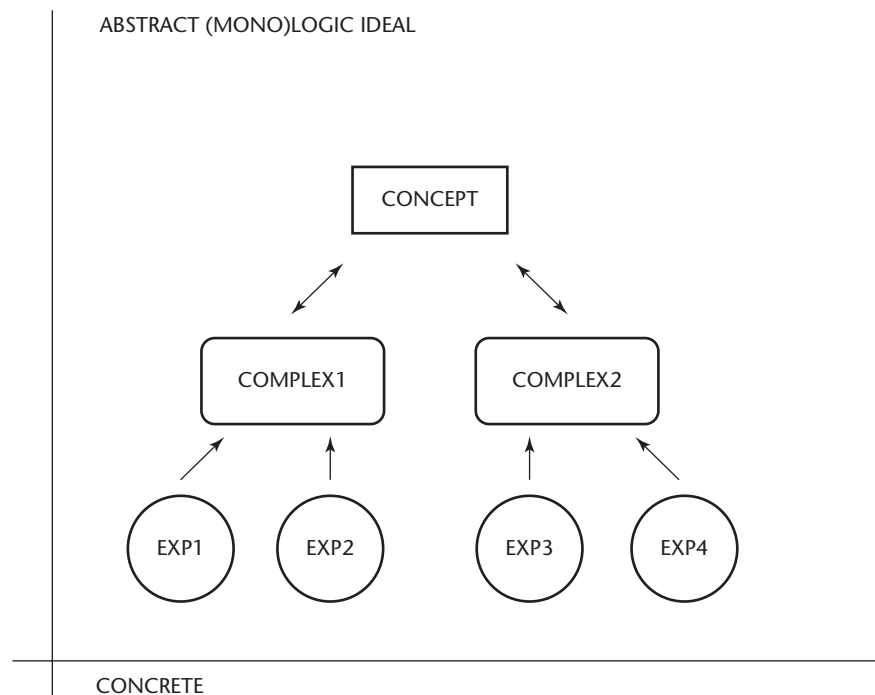 ABSTRACT (MONO)LOGIC IDEAL
CONCEPT
COMPLEX1 COMPLEX2
EXP1 EXP2 EXP3 EXP4
CONCRETE